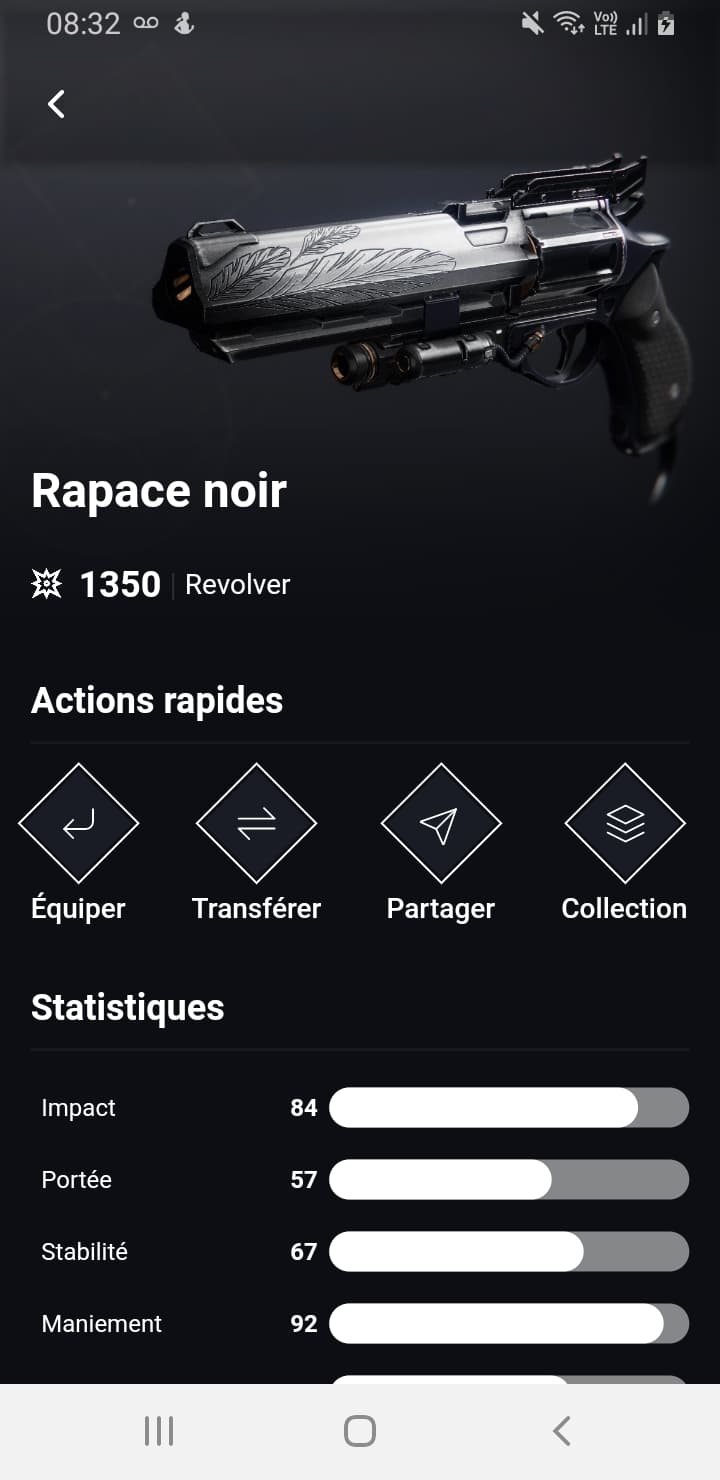 08:32
Vo)) LTE
Rapace noir
1350 Revolver
Actions rapides
Équiper Transférer Partager Collection
Statistiques
Impact 84
Portée 57
Stabilité 67
Maniement 92